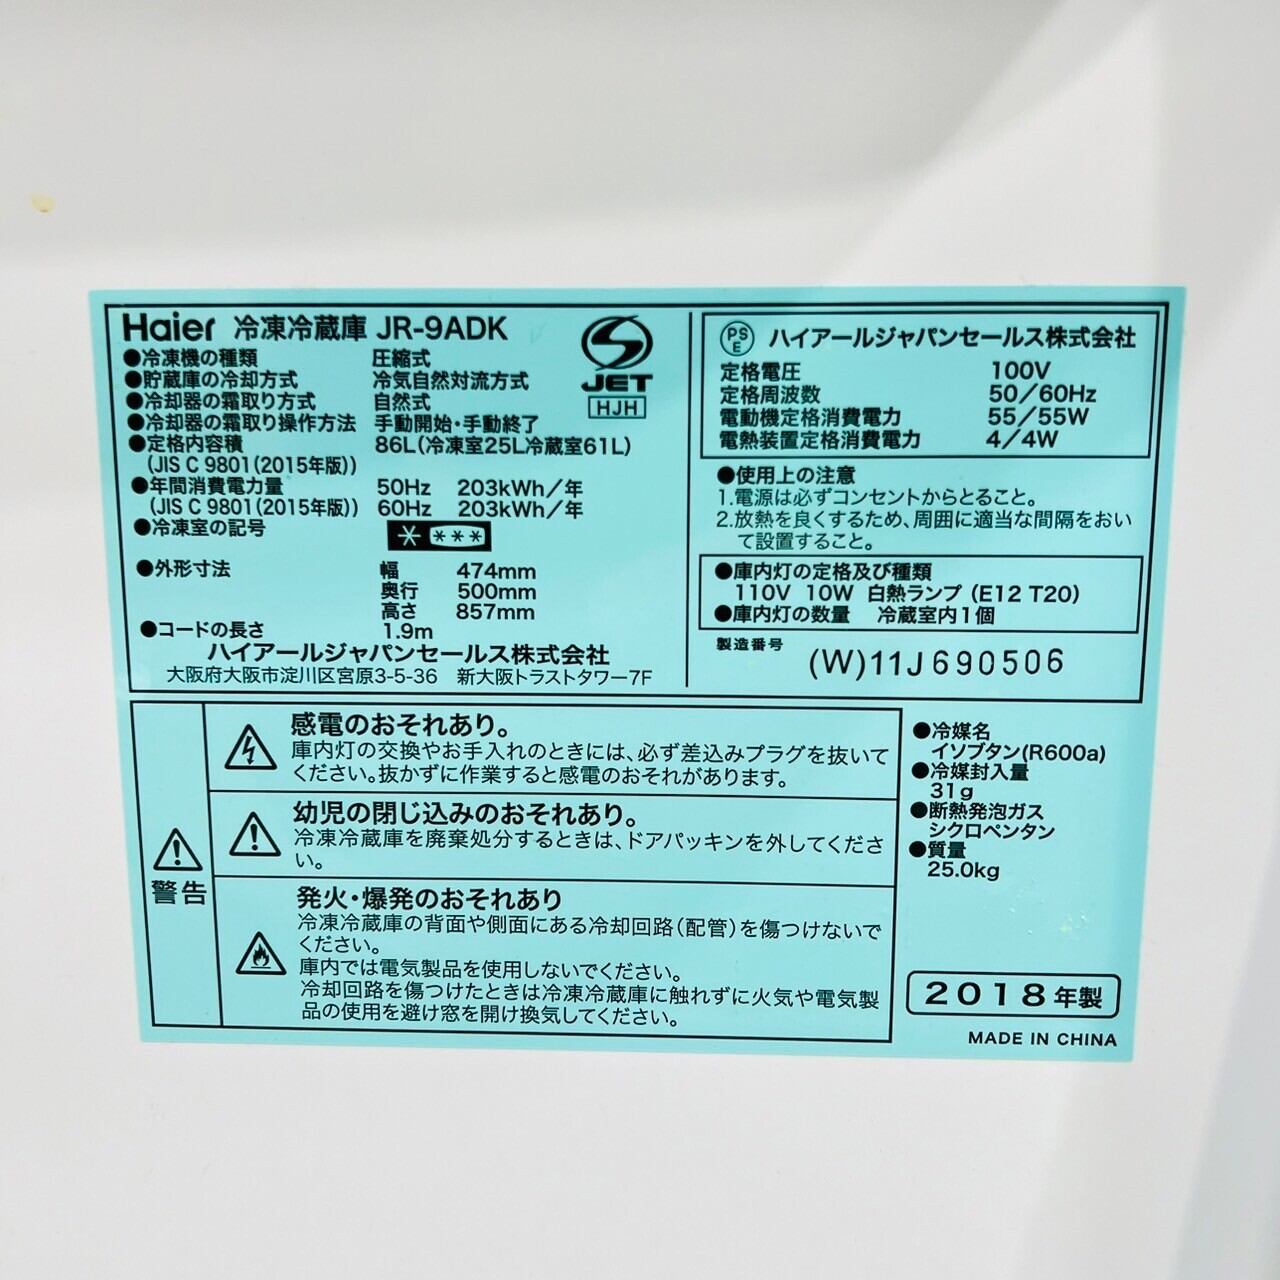 Haier 冷凍冷蔵庫 JR-9ADK
●冷凍機の種類 圧縮式
●貯蔵庫の冷却方式 冷気自然対流方式
●冷却器の霜取り方式 自然式
●冷却器の霜取り操作方法 手動開始・手動終了
●定格内容積 86L(冷凍室25L冷蔵室61L)
(JIS C 9801(2015年版))
●年間消費電力量 50Hz 203kWh/年
(JIS C 9801(2015年版)) 60Hz 203kWh/年
●冷凍室の記号 * ***
●外形寸法 幅 474mm
奥行 500mm
高さ 857mm
●コードの長さ 1.9m
ハイアールジャパンセールス株式会社
大阪府大阪市淀川区宮原3-5-36 新大阪トラストタワー7F
S
JET
HJH
PSE ハイアールジャパンセールス株式会社
定格電圧 100V
定格周波数 50/60Hz
電動機定格消費電力 55/55W
電熱装置定格消費電力 4/4W
●使用上の注意
1.電源は必ずコンセントからとること。
2.放熱を良くするため、周囲に適当な間隔をおい
て設置すること。
●庫内灯の定格及び種類
110V 10W 白熱ランプ (E12 T20)
●庫内灯の数量 冷蔵室内1個
製造番号
(W)11J690506
警告
感電のおそれあり。
庫内灯の交換やお手入れのときには、必ず差込みプラグを抜いて
ください。抜かずに作業すると感電のおそれがあります。
幼児の閉じ込みのおそれあり。
冷凍冷蔵庫を廃棄処分するときは、ドアパッキンを外してくださ
い。
発火・爆発のおそれあり
冷凍冷蔵庫の背面や側面にある冷却回路(配管)を傷つけないで
ください。
庫内では電気製品を使用しないでください。
冷却回路を傷つけたときは冷凍冷蔵庫に触れずに火気や電気製
品の使用を避け窓を開け換気してください。
●冷媒名
イソブタン(R600a)
●冷媒封入量
31g
●断熱発泡ガス
シクロペンタン
●質量
25.0kg
2018年製
MADE IN CHINA